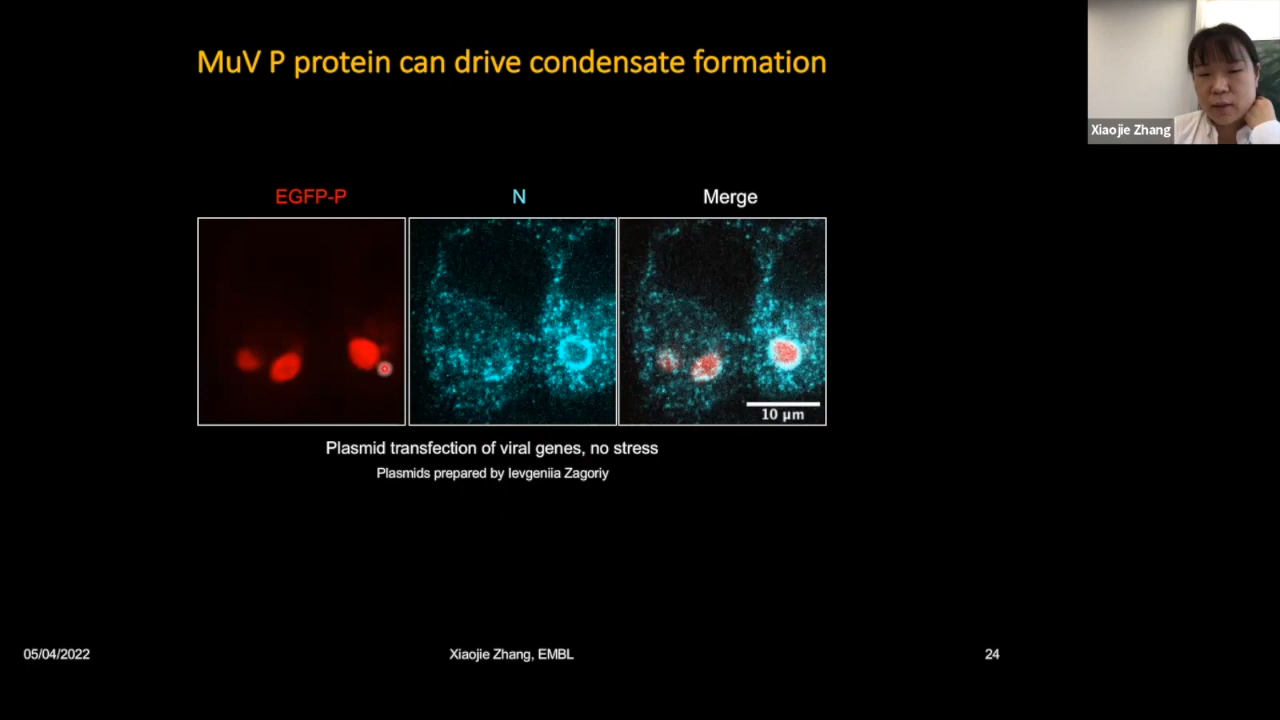 MuV P protein can drive condensate formation
Xiaojie Zhang
EGFP-P
N
Merge
10 µm
Plasmid transfection of viral genes, no stress
Plasmids prepared by Ievgeniia Zagoriy
05/04/2022
Xiaojie Zhang, EMBL
24